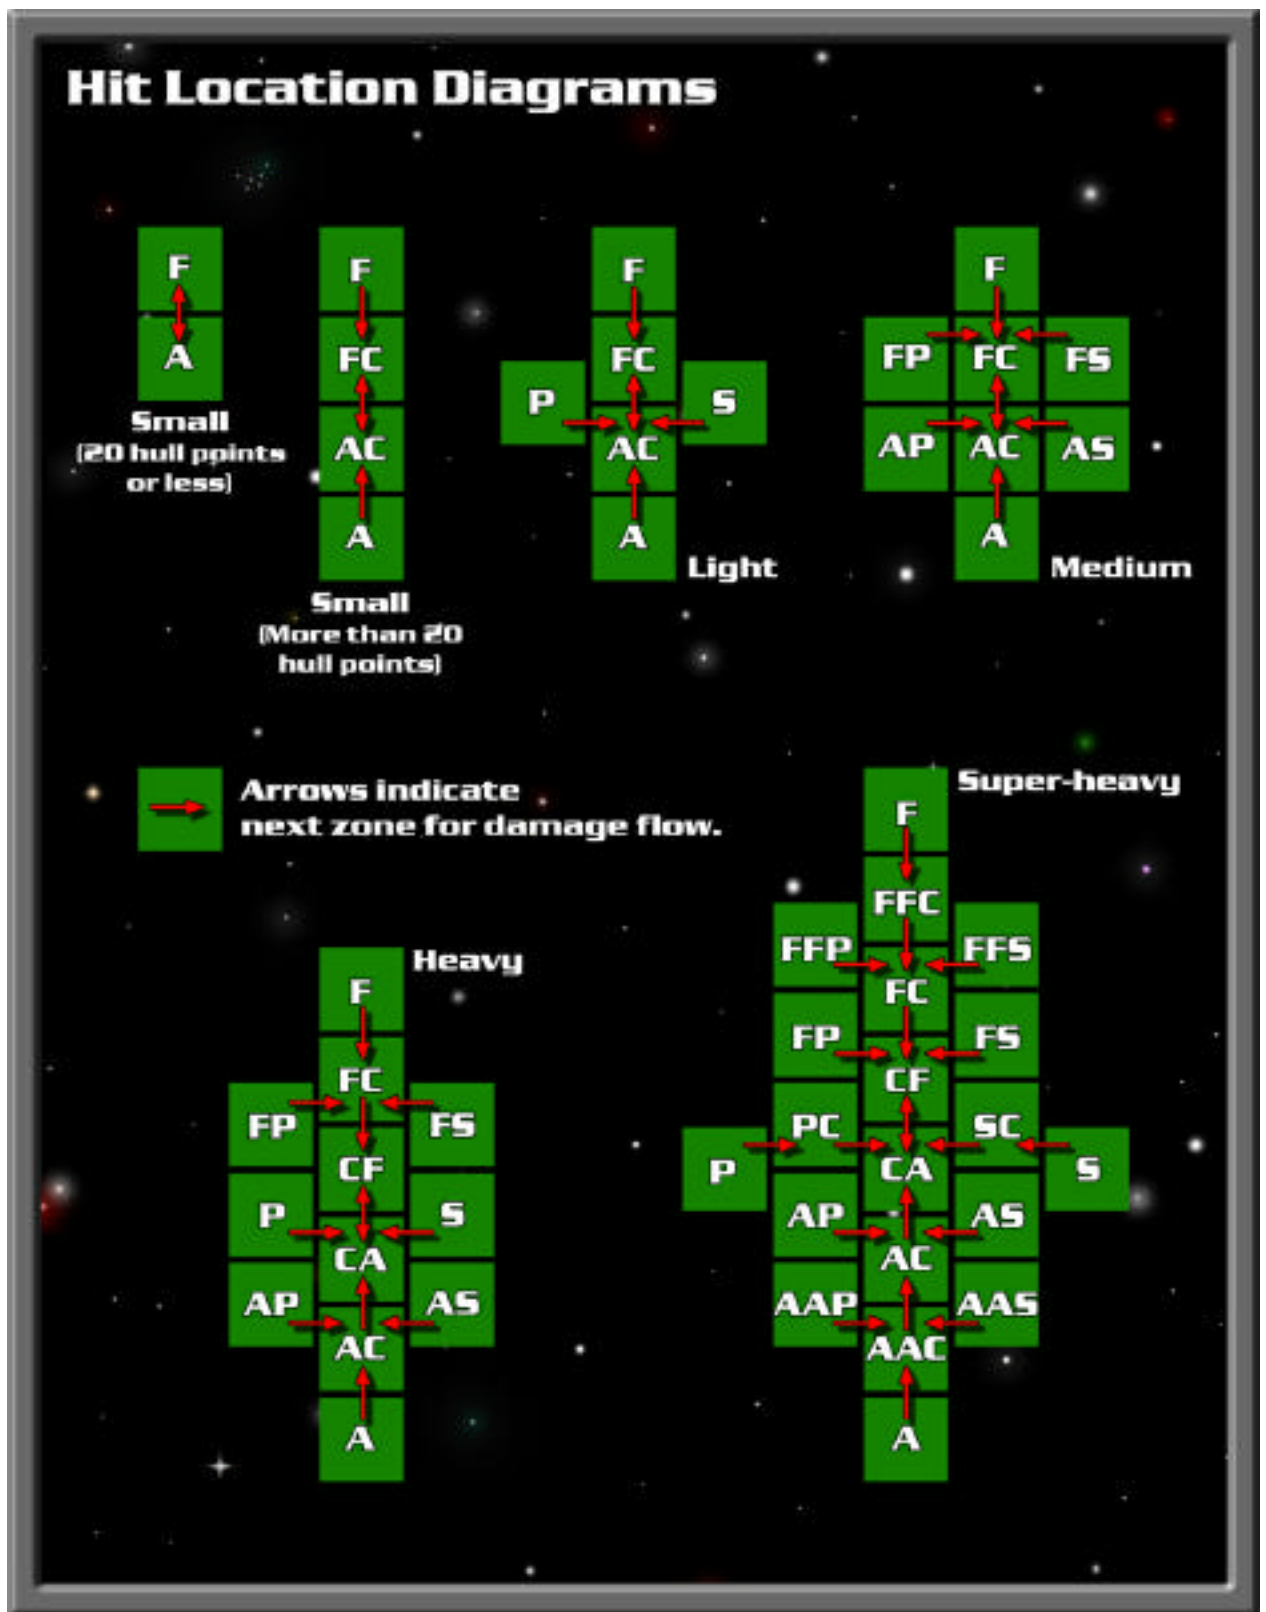 Hit Location Diagrams
F
A
Small
(20 hull points
or less)
F
FC
AC
A
Small
(More than 20
hull points)
F
FC
P
S
AC
A
Light
F
FP FC FS
AP AC AS
A
Medium
Arrows indicate
next zone for damage flow.
Heavy
F
FC
FP FS
CF
P S
CA
AP AS
AC
A
Super-heavy
F
FFC
FFP FFS
FC
FP FS
CF
PC SC
P CA S
AP AS
AC
AAP AAS
AAC
A